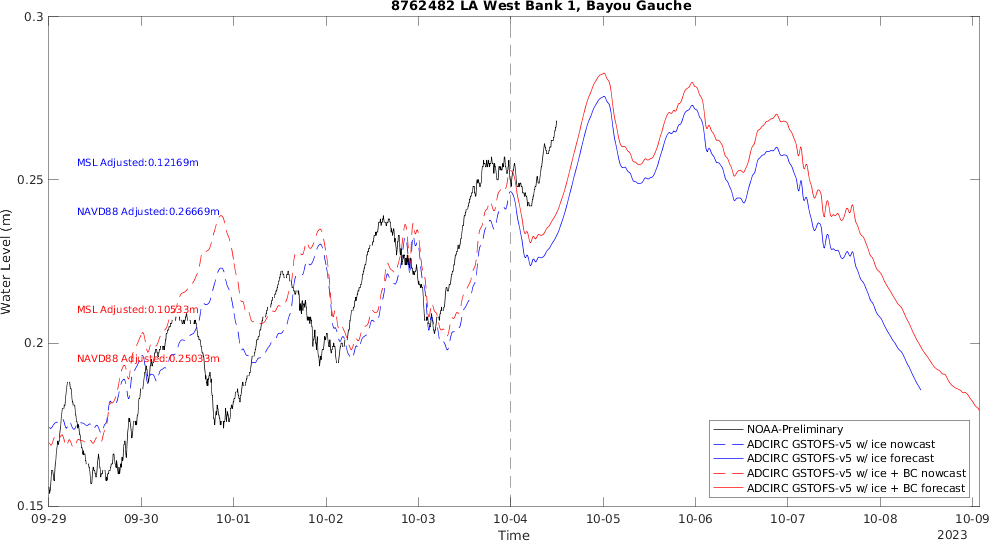 8762482 LA West Bank 1, Bayou Gauche
0.3
0.25
0.2
0.15
Water Level (m)
MSL Adjusted:0.12169m
NAVD88 Adjusted:0.26669m
MSL Adjusted:0.10533m
NAVD88 Adjusted:0.25033m
NOAA-Preliminary
ADCIRC GSTOFS-v5 w/ ice nowcast
ADCIRC GSTOFS-v5 w/ ice forecast
ADCIRC GSTOFS-v5 w/ ice + BC nowcast
ADCIRC GSTOFS-v5 w/ ice + BC forecast
09-29 09-30 10-01 10-02 10-03 10-04 10-05 10-06 10-07 10-08 10-09
Time
2023